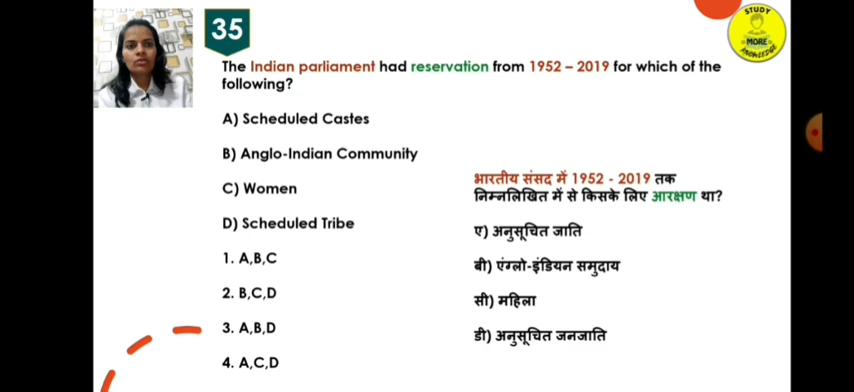 35
STUDY
MORE
KNOWLEDGE
The Indian parliament had reservation from 1952 – 2019 for which of the
following?
A) Scheduled Castes
B) Anglo-Indian Community
C) Women
D) Scheduled Tribe
1. A,B,C
2. B,C,D
3. A,B,D
4. A,C,D
भारतीय संसद में 1952 - 2019 तक
निम्नलिखित में से किसके लिए आरक्षण था?
ए) अनुसूचित जाति
बी) एंग्लो-इंडियन समुदाय
सी) महिला
डी) अनुसूचित जनजाति